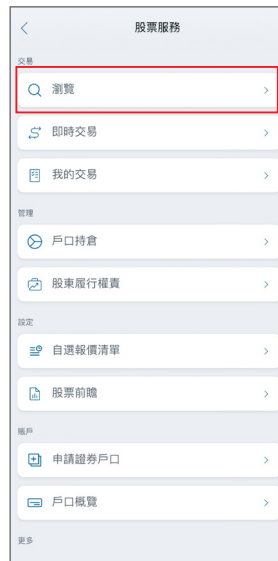 股票服務
交易
瀏覽
即時交易
我的交易
管理
戶口持倉
股東履行權責
設定
自選報價清單
股票前瞻
賬戶
申請證券戶口
戶口概覽
更多